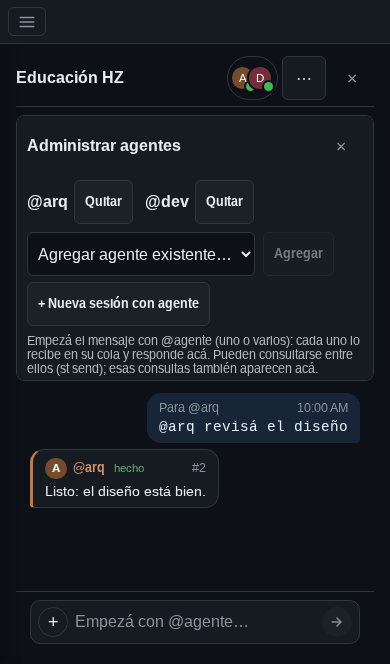 Educación HZ
A D
...
×
Administrar agentes
×
@arq Quitar @dev Quitar
Agregar agente existente… Agregar
+ Nueva sesión con agente
Empezá el mensaje con @agente (uno o varios): cada uno lo
recibe en su cola y responde acá. Pueden consultarse entre
ellos (st send); esas consultas también aparecen acá.
Para @arq 10:00 AM
@arq revisá el diseño
A @arq hecho #2
Listo: el diseño está bien.
+ Empezá con @agente…